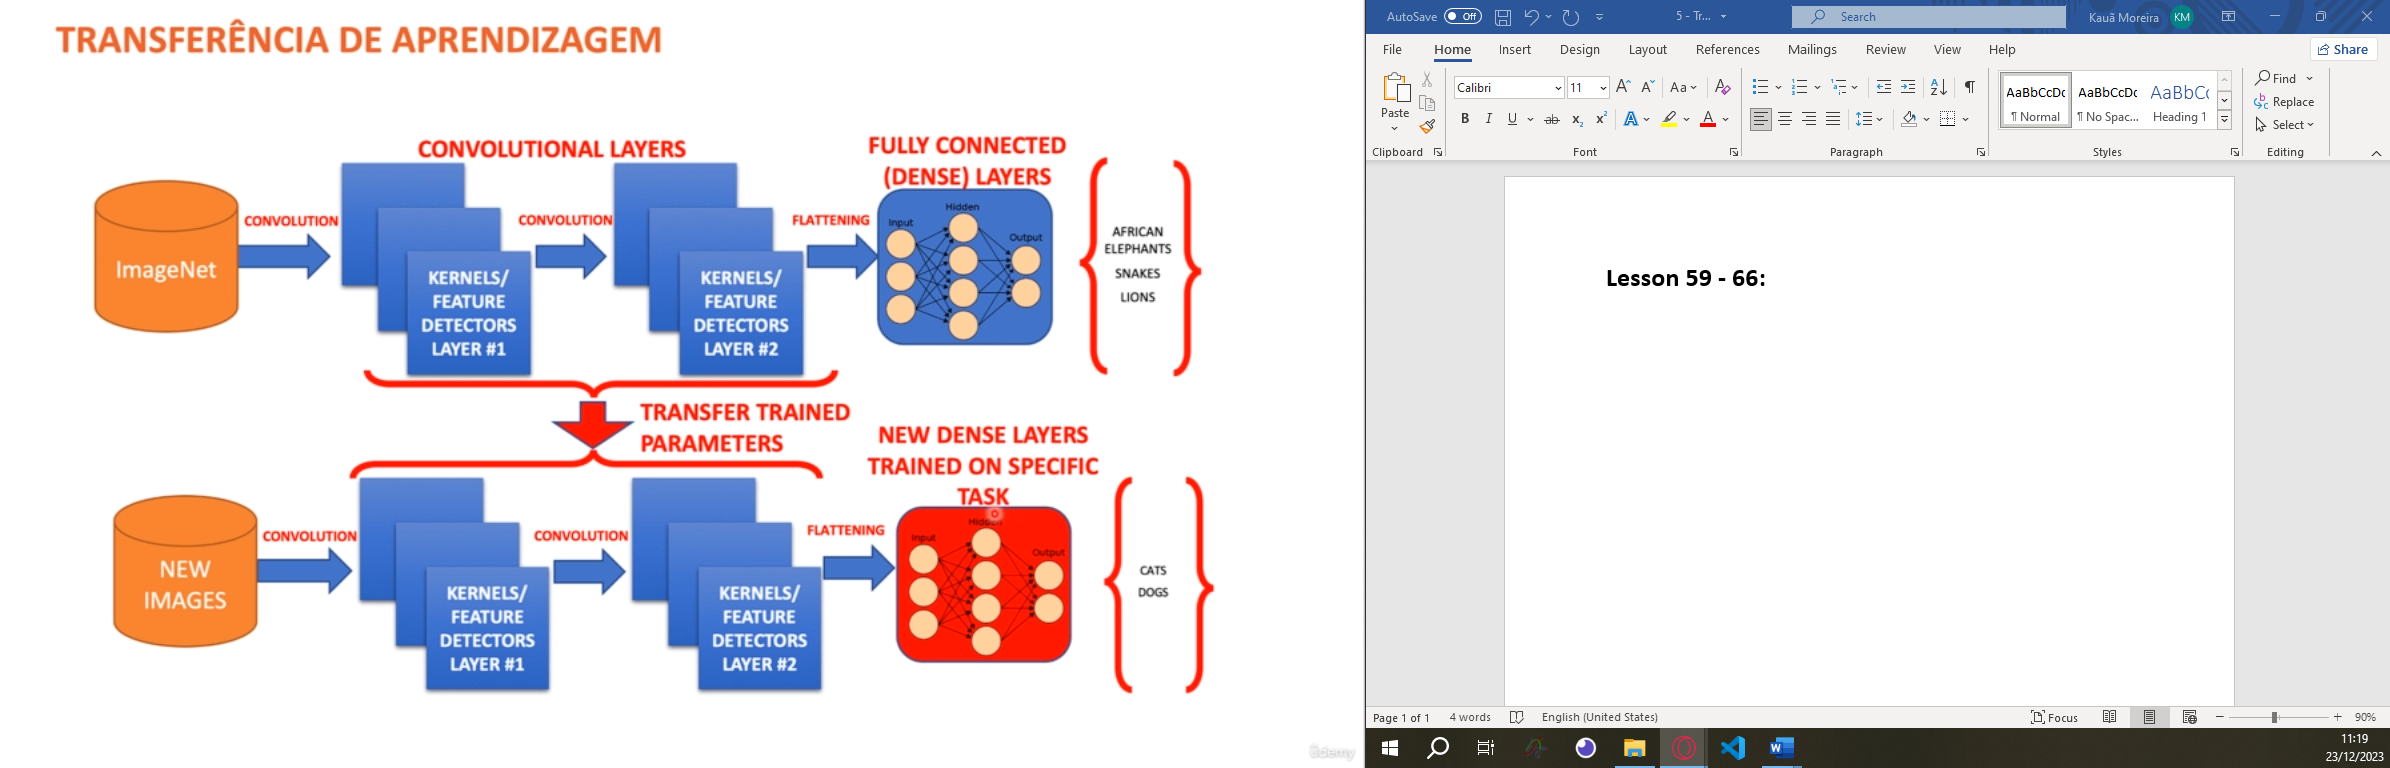 TRANSFERÊNCIA DE APRENDIZAGEM
CONVOLUTIONAL LAYERS
FULLY CONNECTED
(DENSE) LAYERS
ImageNet
CONVOLUTION
KERNELS/
FEATURE
DETECTORS
LAYER #1
CONVOLUTION
KERNELS/
FEATURE
DETECTORS
LAYER #2
FLATTENING
Input
Hidden
Output
AFRICAN
ELEPHANTS
SNAKES
LIONS
TRANSFER TRAINED
PARAMETERS
NEW DENSE LAYERS
TRAINED ON SPECIFIC
TASK
NEW
IMAGES
CONVOLUTION
KERNELS/
FEATURE
DETECTORS
LAYER #1
CONVOLUTION
KERNELS/
FEATURE
DETECTORS
LAYER #2
FLATTENING
Input
Hidden
Output
CATS
DOGS
ûdemy
AutoSave Off 5 - Tr... Search Kauã Moreira KM
File Home Insert Design Layout References Mailings Review View Help Share
Paste
Calibri 11
AaBbCcDc AaBbCcDc AaBbCc
¶ Normal ¶ No Spac... Heading 1
Find
Replace
Select
Clipboard Font Paragraph Styles Editing
Lesson 59 - 66:
Page 1 of 1 4 words English (United States) Focus 90%
11:19
23/12/2023